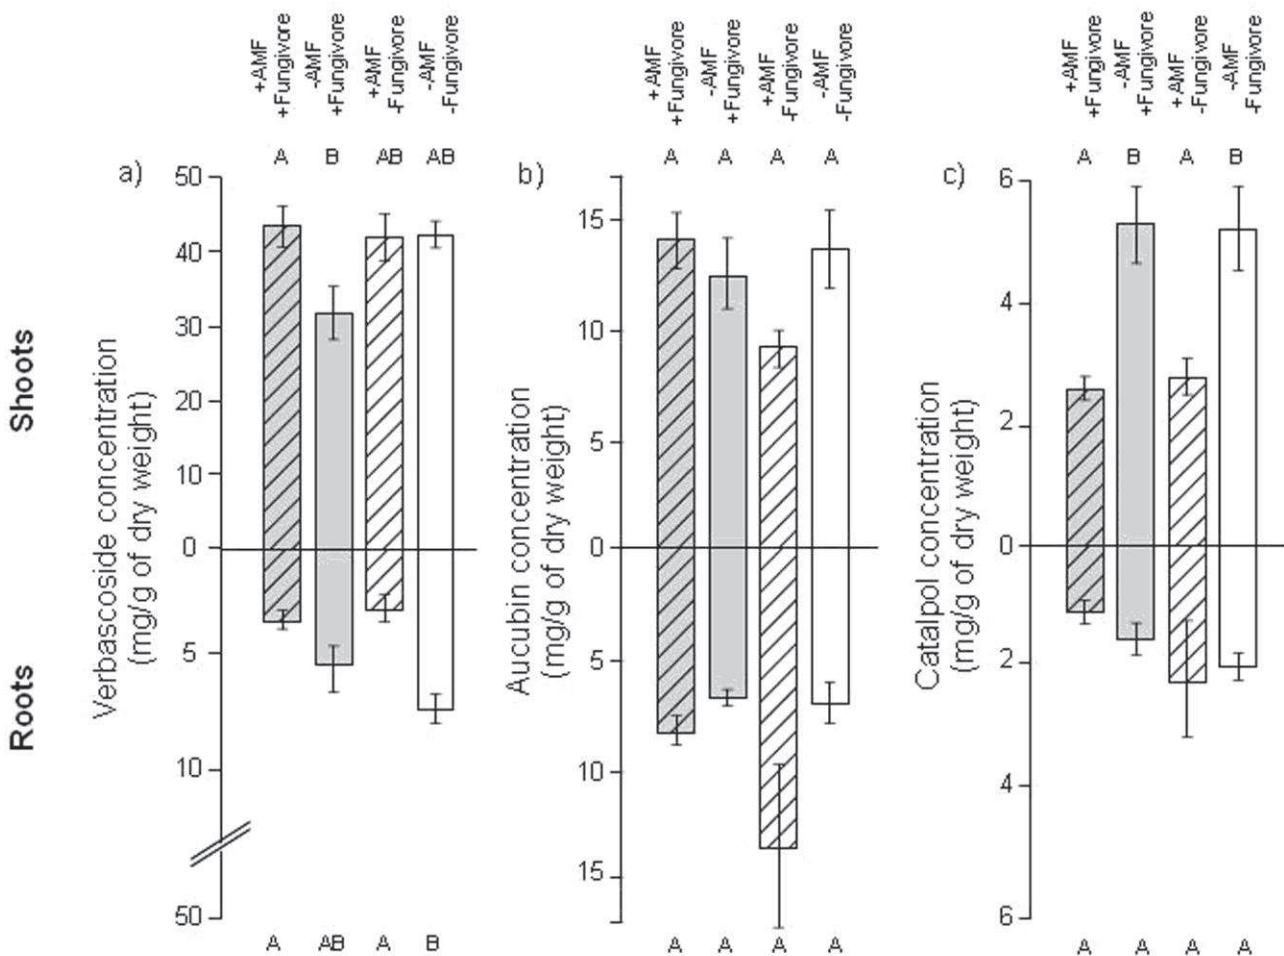 +AMF
+Fungivore
-AMF
+Fungivore
+AMF
-Fungivore
-AMF
-Fungivore
+AMF
+Fungivore
-AMF
+Fungivore
+AMF
-Fungivore
-AMF
-Fungivore
+AMF
+Fungivore
-AMF
+Fungivore
+AMF
-Fungivore
-AMF
-Fungivore
A B AB AB
A A A A
A B A B
a)
b)
c)
Shoots
Roots
Verbascoside concentration
(mg/g of dry weight)
50
40
30
20
10
0
5
10
50
A AB A B
Aucubin concentration
(mg/g of dry weight)
15
10
5
0
5
10
15
A A A A
Catalpol concentration
(mg/g of dry weight)
6
4
2
0
2
4
6
A A A A